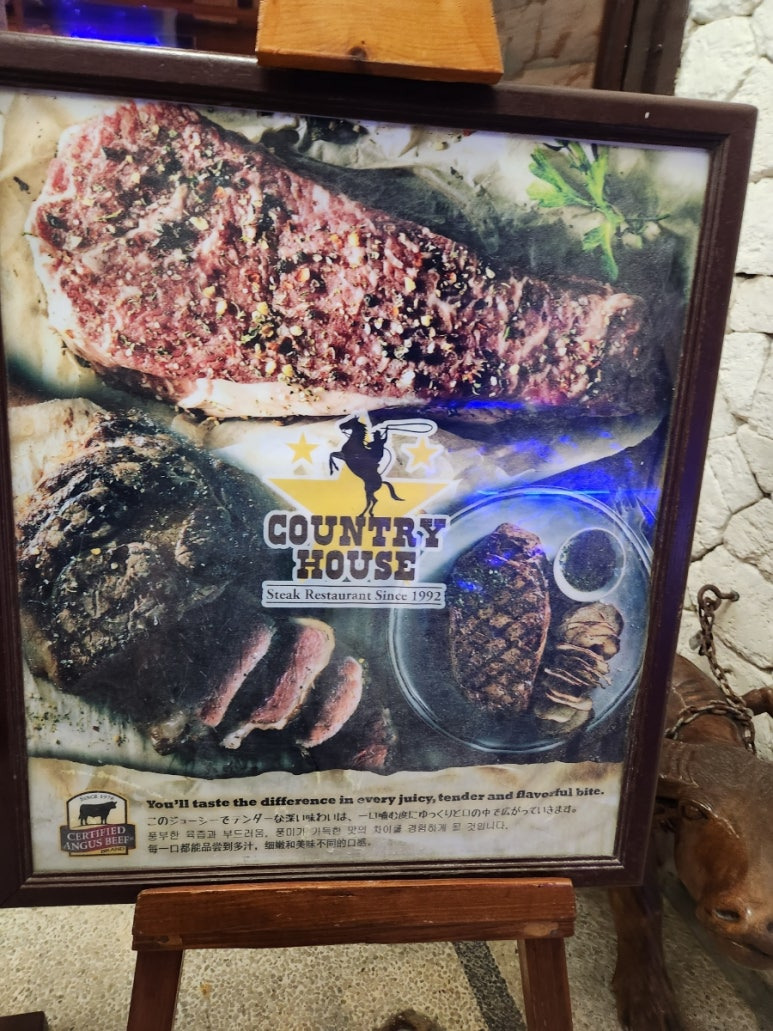 COUNTRY
HOUSE
Steak Restaurant Since 1992
You'll taste the difference in every juicy, tender and flavorful bite.
このジューシーでテンダーな深い味わいは、一口噛む度にゆっくりと口の中で広がっていきます。
풍부한 육즙과 부드러움, 풍미가 가득한 맛의 차이를 경험하게 될 것입니다.
每一口都能品尝到多汁，细嫩和美味不同的口感。
SINCE 1978
CERTIFIED
ANGUS BEEF®
BRAND